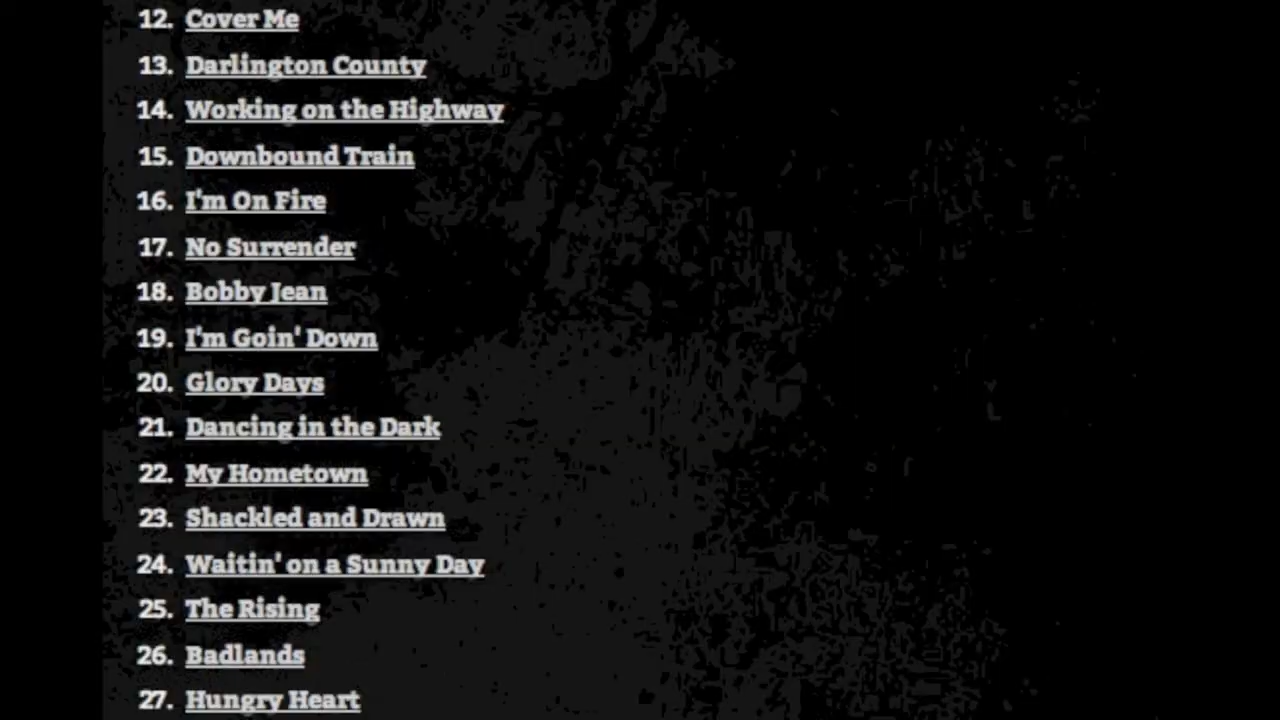 12. Cover Me
13. Darlington County
14. Working on the Highway
15. Downbound Train
16. I'm On Fire
17. No Surrender
18. Bobby Jean
19. I'm Goin' Down
20. Glory Days
21. Dancing in the Dark
22. My Hometown
23. Shackled and Drawn
24. Waitin' on a Sunny Day
25. The Rising
26. Badlands
27. Hungry Heart